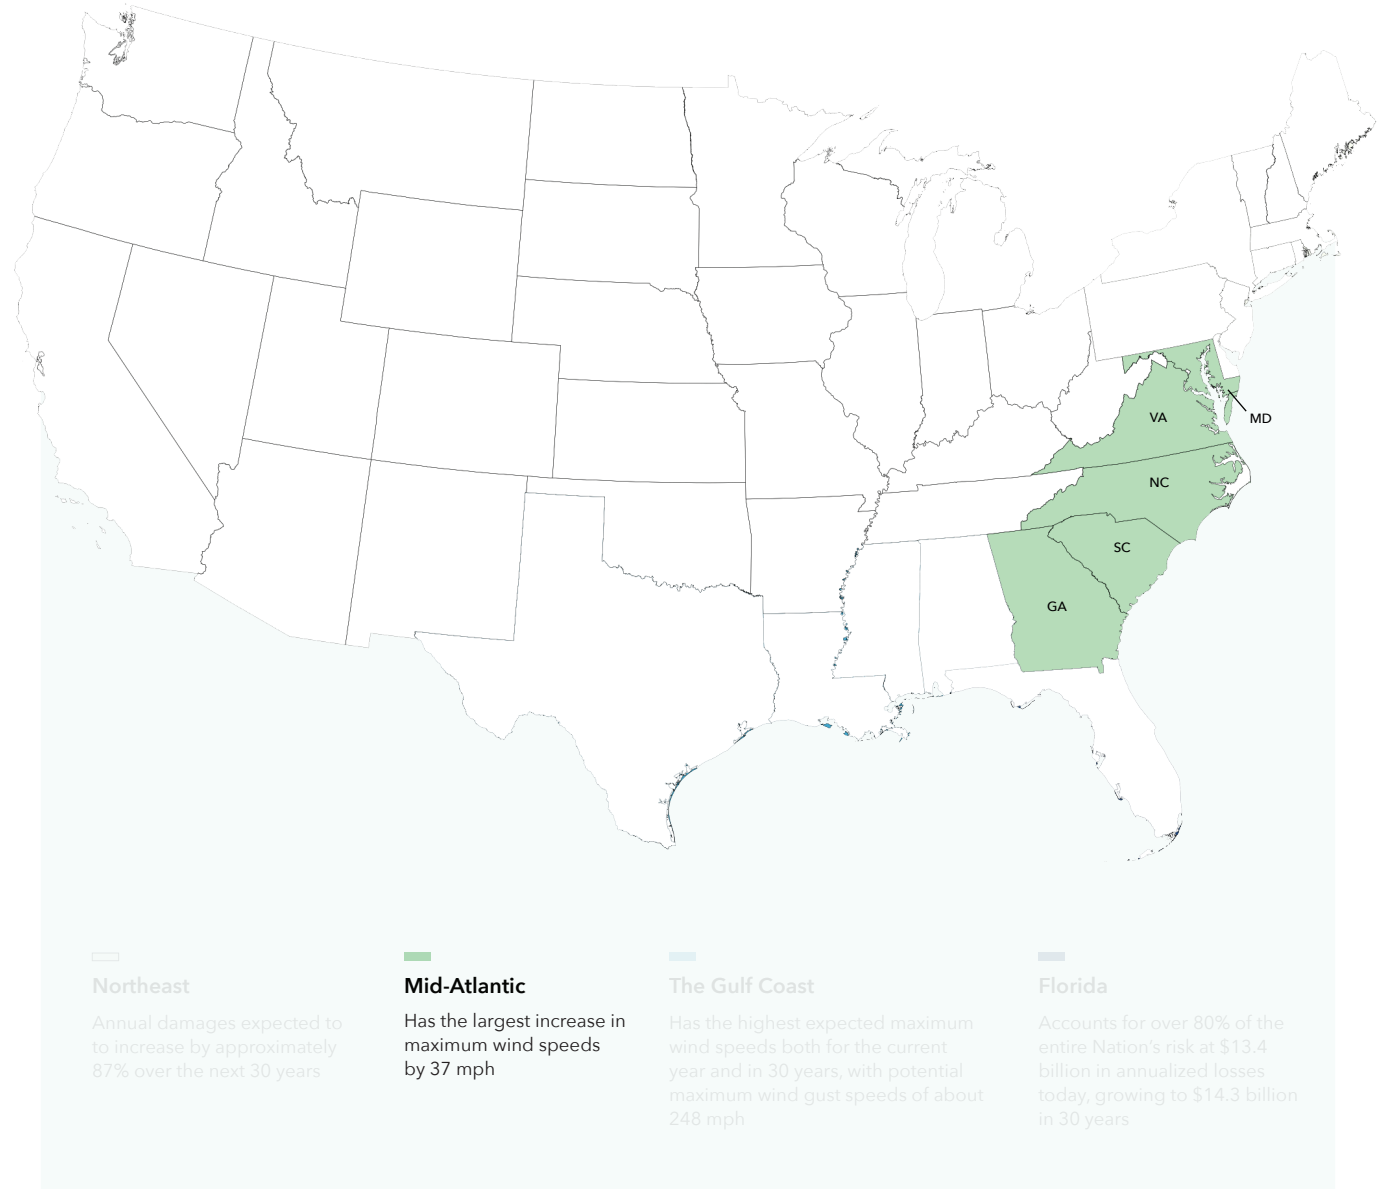 VA
MD
NC
SC
GA
Northeast
Annual damages expected to
to increase by approximately
87% over the next 30 years
Mid-Atlantic
Has the largest increase in
maximum wind speeds
by 37 mph
The Gulf Coast
Has the highest expected maximum
wind speeds both for the current
year and in 30 years, with potential
maximum wind gust speeds of about
248 mph
Florida
Accounts for over 80% of the
entire Nation's risk at $13.4
billion in annualized losses
today, growing to $14.3 billion
in 30 years